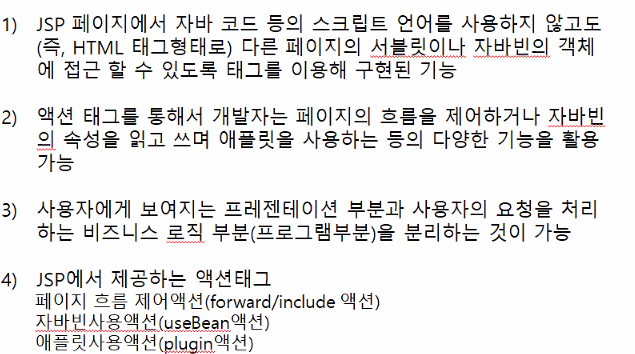 1) JSP 페이지에서 자바 코드 등의 스크립트 언어를 사용하지 않고도
(즉, HTML 태그형태로) 다른 페이지의 서블릿이나 자바빈의 객체
에 접근 할 수 있도록 태그를 이용해 구현된 기능
2) 액션 태그를 통해서 개발자는 페이지의 흐름을 제어하거나 자바빈
의 속성을 읽고 쓰며 애플릿을 사용하는 등의 다양한 기능을 활용
가능
3) 사용자에게 보여지는 프레젠테이션 부분과 사용자의 요청을 처리
하는 비즈니스 로직 부분(프로그램부분)을 분리하는 것이 가능
4) JSP에서 제공하는 액션태그
페이지 흐름 제어액션(forward/include 액션)
자바빈사용액션(useBean액션)
애플릿사용액션(plugin액션)